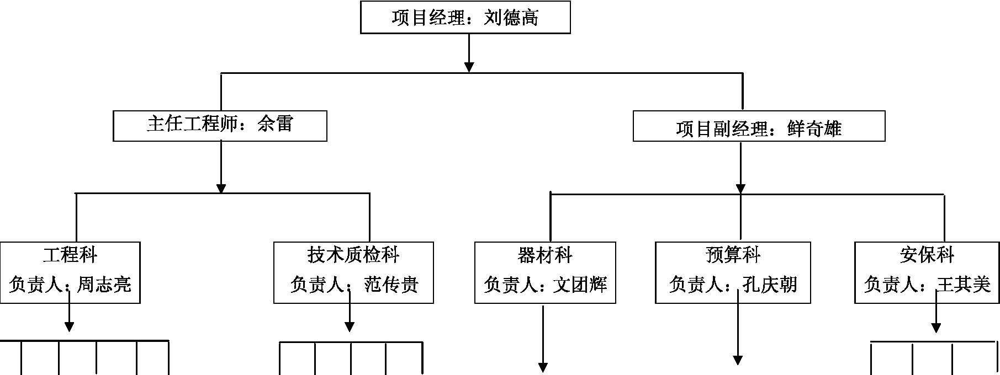 项目经理：刘德高
主任工程师：余雷
项目副经理：鲜奇雄
工程科
负责人：周志亮
技术质检科
负责人：范传贵
器材科
负责人：文团辉
预算科
负责人：孔庆朝
安保科
负责人：王其美